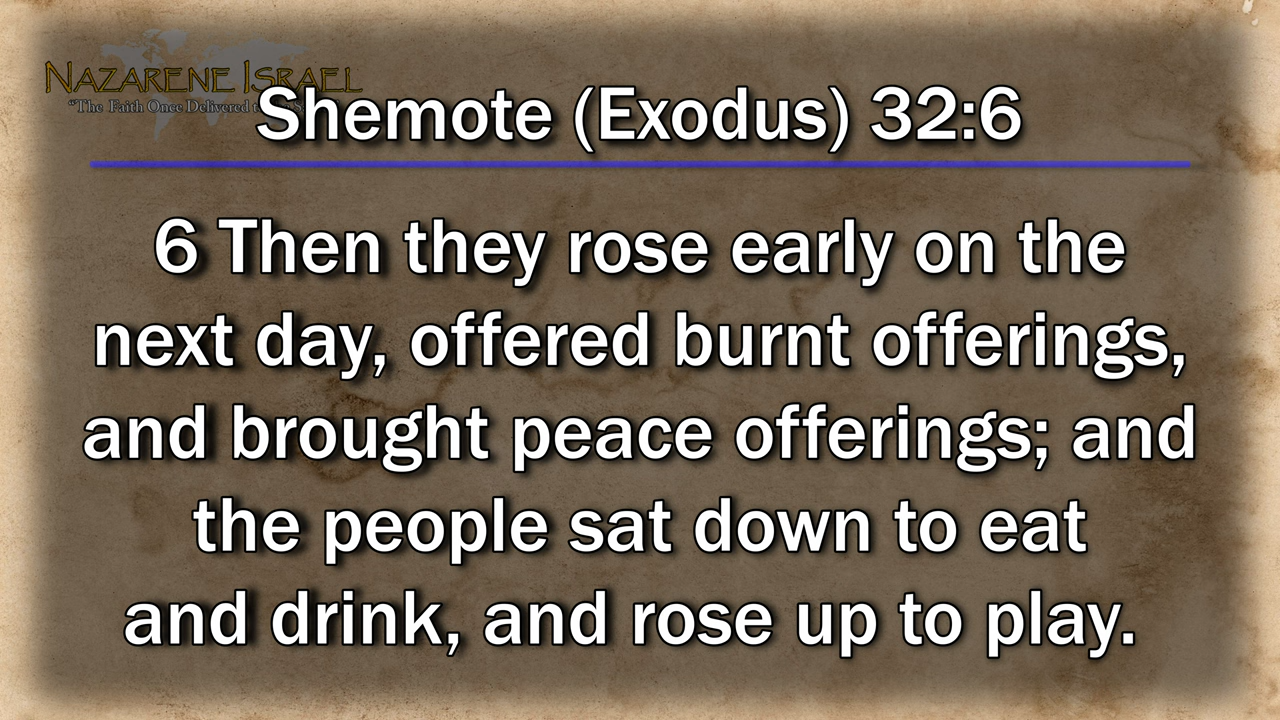 NAZARENE ISRAEL
"The Faith Once Delivered
Shemote (Exodus) 32:6
6 Then they rose early on the
next day, offered burnt offerings,
and brought peace offerings; and
the people sat down to eat
and drink, and rose up to play.